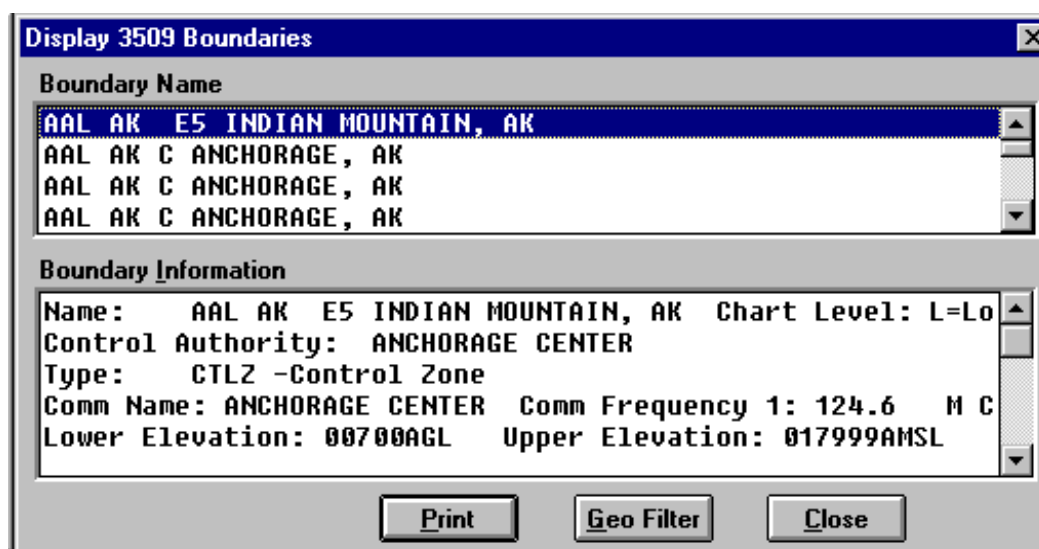 Display 3509 Boundaries
Boundary Name
AAL AK  E5 INDIAN MOUNTAIN, AK
AAL AK C ANCHORAGE, AK
AAL AK C ANCHORAGE, AK
AAL AK C ANCHORAGE, AK
Boundary Information
Name:    AAL AK  E5 INDIAN MOUNTAIN, AK  Chart Level: L=Lo
Control Authority:  ANCHORAGE CENTER
Type:    CTLZ -Control Zone
Comm Name: ANCHORAGE CENTER  Comm Frequency 1: 124.6   M C
Lower Elevation: 00700AGL   Upper Elevation: 017999AMSL
Print Geo Filter Close